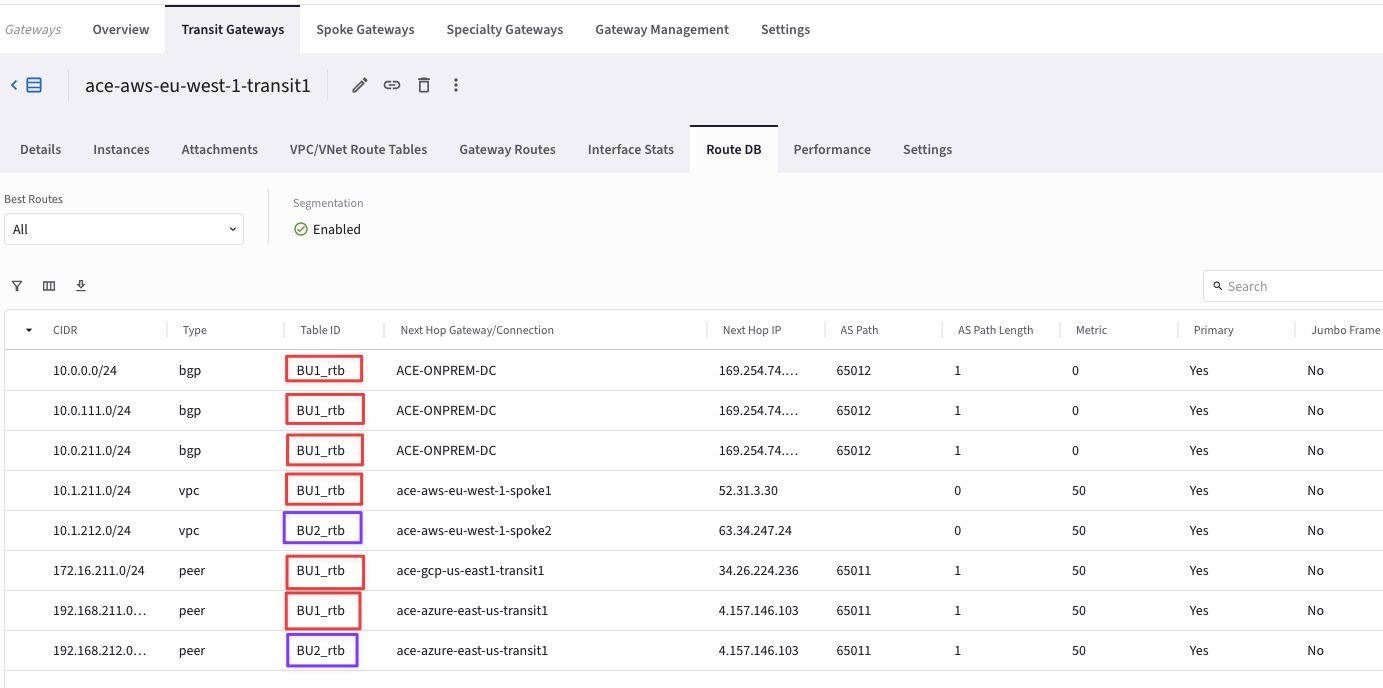 Gateways Overview Transit Gateways Spoke Gateways Specialty Gateways Gateway Management Settings
ace-aws-eu-west-1-transit1
Details Instances Attachments VPC/VNet Route Tables Gateway Routes Interface Stats Route DB Performance Settings
Best Routes Segmentation
All Enabled
Search
CIDR Type Table ID Next Hop Gateway/Connection Next Hop IP AS Path AS Path Length Metric Primary Jumbo Frame
10.0.0.0/24 bgp BU1_rtb ACE-ONPREM-DC 169.254.74.… 65012 1 0 Yes No
10.0.111.0/24 bgp BU1_rtb ACE-ONPREM-DC 169.254.74.… 65012 1 0 Yes No
10.0.211.0/24 bgp BU1_rtb ACE-ONPREM-DC 169.254.74.… 65012 1 0 Yes No
10.1.211.0/24 vpc BU1_rtb ace-aws-eu-west-1-spoke1 52.31.3.30 0 50 Yes No
10.1.212.0/24 vpc BU2_rtb ace-aws-eu-west-1-spoke2 63.34.247.24 0 50 Yes No
172.16.211.0/24 peer BU1_rtb ace-gcp-us-east1-transit1 34.26.224.236 65011 1 50 Yes No
192.168.211.0… peer BU1_rtb ace-azure-east-us-transit1 4.157.146.103 65011 1 50 Yes No
192.168.212.0… peer BU2_rtb ace-azure-east-us-transit1 4.157.146.103 65011 1 50 Yes No